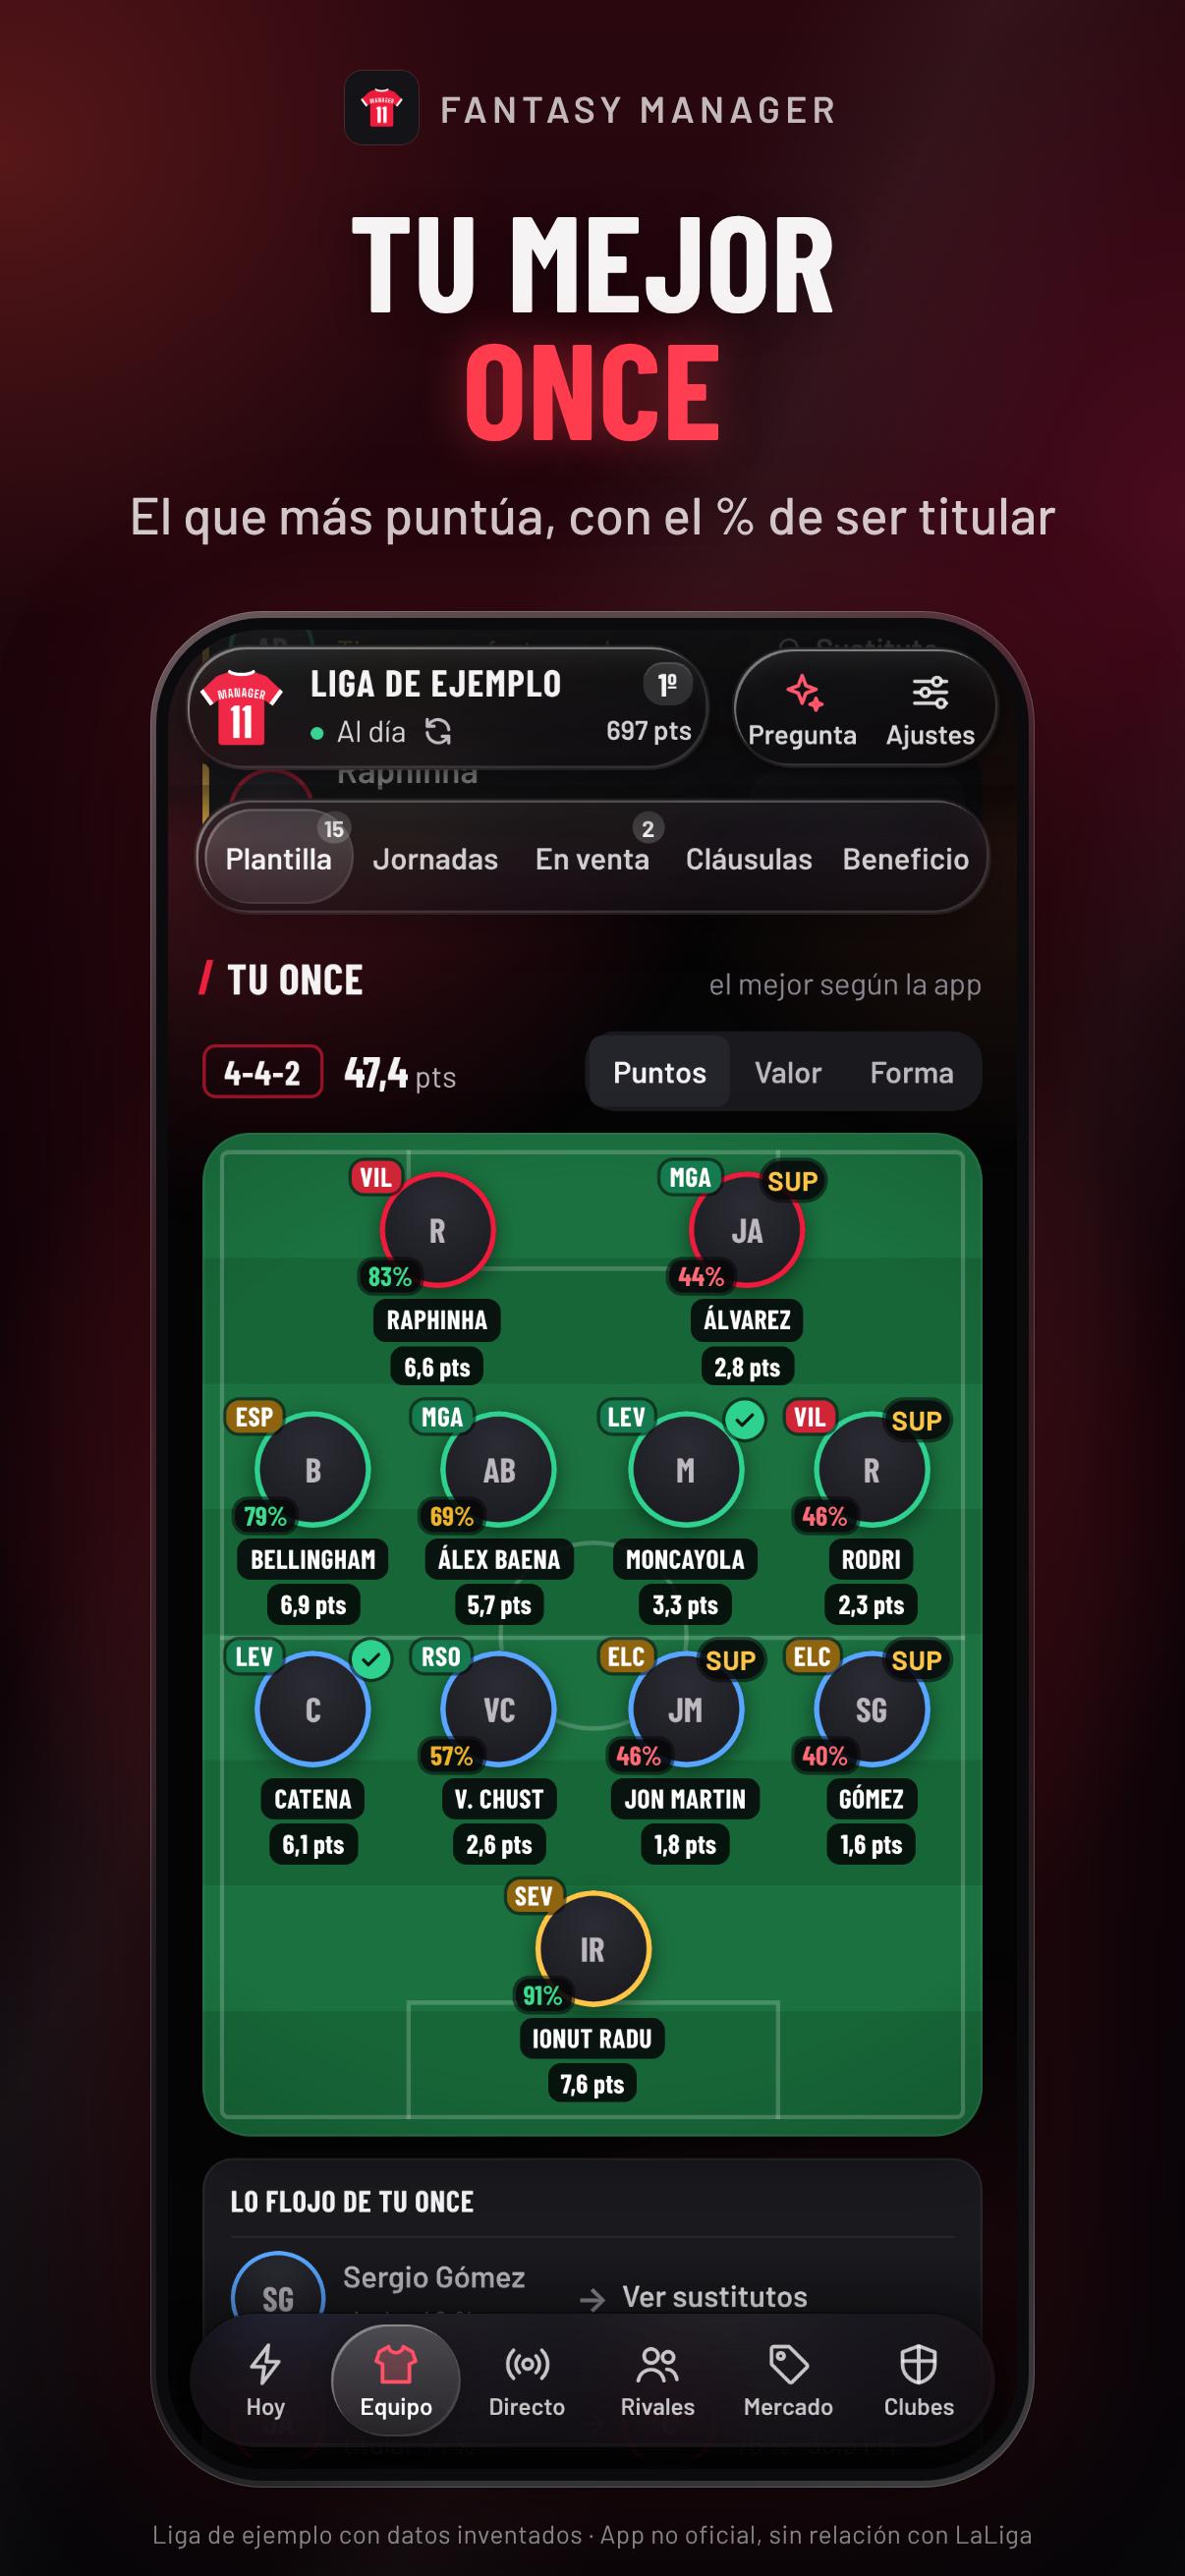 MANAGER
11
FANTASY MANAGER
TU MEJOR
ONCE
El que más puntúa, con el % de ser titular
MANAGER
11
LIGA DE EJEMPLO
1º
Al día
697 pts
Pregunta
Ajustes
Raphinha
Plantilla
15
Jornadas
En venta
2
Cláusulas
Beneficio
/ TU ONCE
el mejor según la app
4-4-2
47,4 pts
Puntos
Valor
Forma
VIL
R
83%
RAPHINHA
6,6 pts
MGA
SUP
JA
44%
ÁLVAREZ
2,8 pts
ESP
B
79%
BELLINGHAM
6,9 pts
MGA
AB
69%
ÁLEX BAENA
5,7 pts
LEV
M
MONCAYOLA
3,3 pts
VIL
SUP
R
46%
RODRI
2,3 pts
LEV
C
CATENA
6,1 pts
RSO
VC
57%
V. CHUST
2,6 pts
ELC
SUP
JM
46%
JON MARTIN
1,8 pts
ELC
SUP
SG
40%
GÓMEZ
1,6 pts
SEV
IR
91%
IONUT RADU
7,6 pts
LO FLOJO DE TU ONCE
SG
Sergio Gómez
→ Ver sustitutos
Hoy
Equipo
Directo
Rivales
Mercado
Clubes
Liga de ejemplo con datos inventados · App no oficial, sin relación con LaLiga